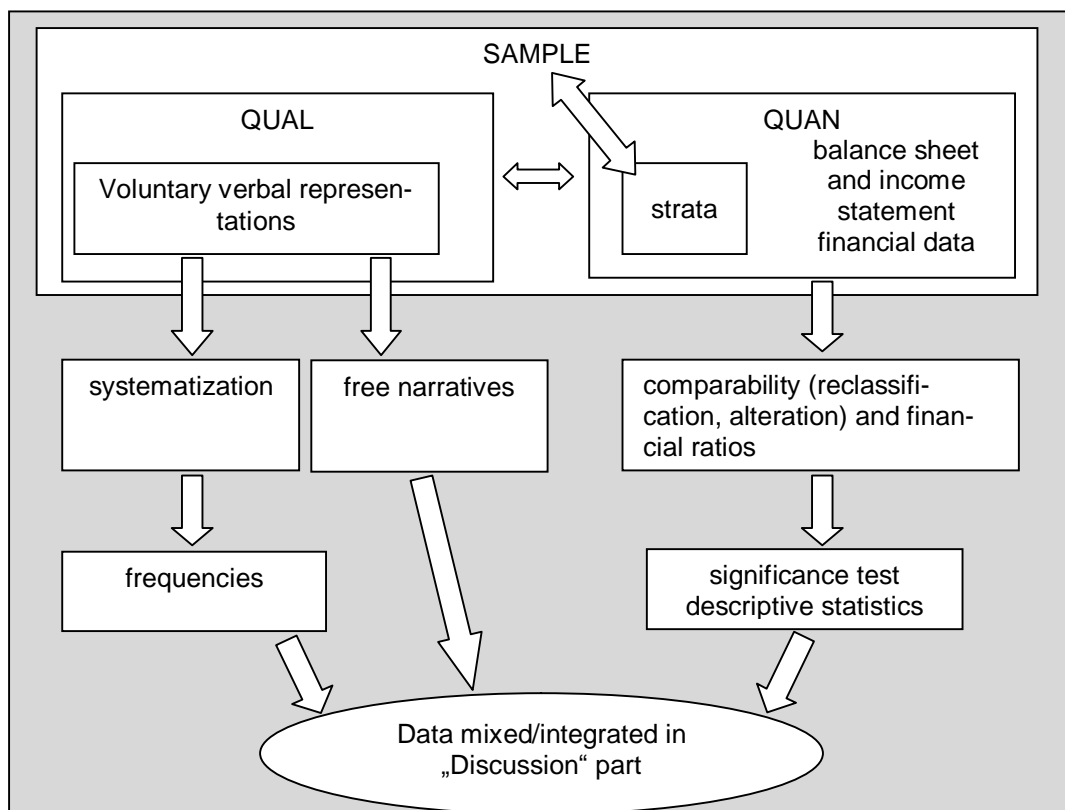 SAMPLE
QUAL
Voluntary verbal represen-
tations
QUAN
balance sheet
and income
statement
financial data
strata
systematization
free narratives
comparability (reclassifi-
cation, alteration) and finan-
cial ratios
frequencies
significance test
descriptive statistics
Data mixed/integrated in
„Discussion“ part